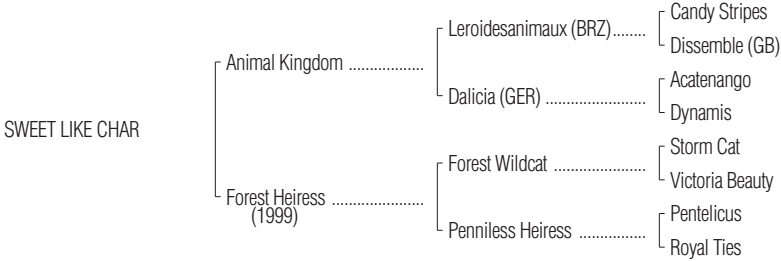 Candy Stripes
Leroidesanimaux (BRZ)........
Dissemble (GB)
Animal Kingdom ..................
Acatenango
Dalicia (GER) ........................
Dynamis
SWEET LIKE CHAR
Storm Cat
Forest Wildcat ......................
Victoria Beauty
Forest Heiress ......................
(1999)
Pentelicus
Penniless Heiress ................
Royal Ties